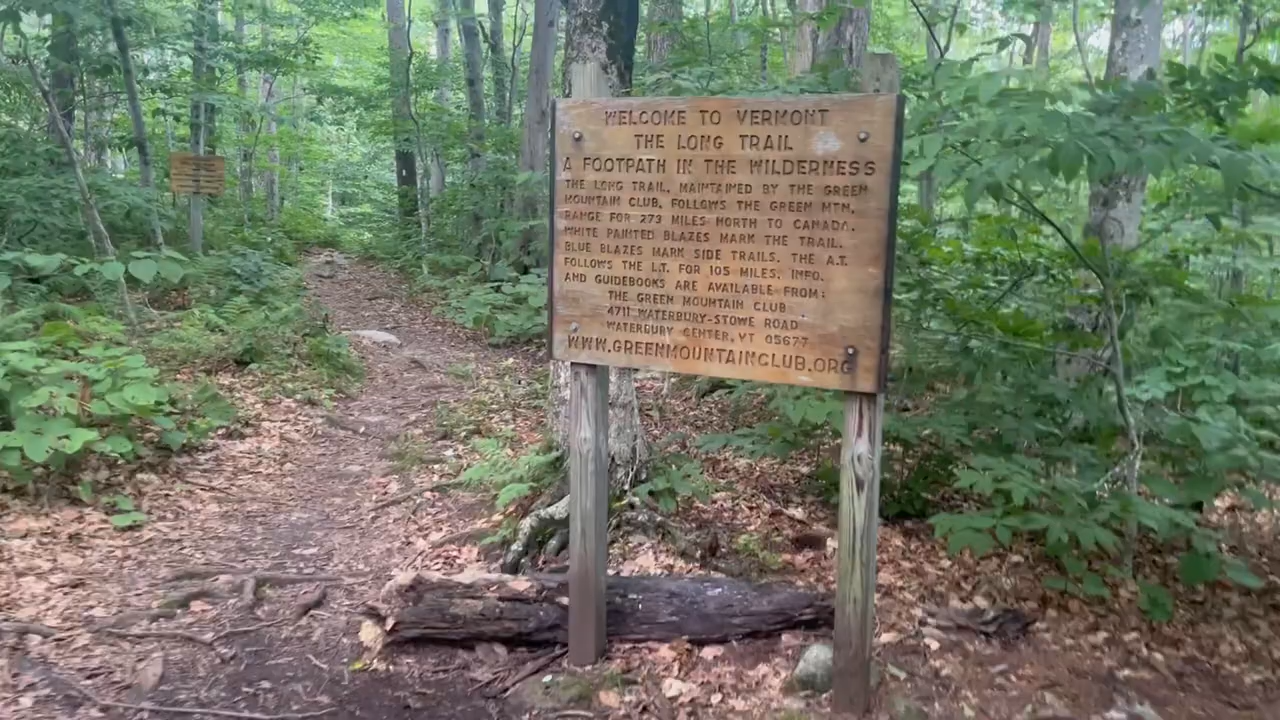 WELCOME TO VERMONT
THE LONG TRAIL
A FOOTPATH IN THE WILDERNESS
THE LONG TRAIL, MAINTAINED BY THE GREEN
MOUNTAIN CLUB, FOLLOWS THE GREEN MTN.
RANGE FOR 273 MILES NORTH TO CANADA.
WHITE PAINTED BLAZES MARK THE TRAIL.
BLUE BLAZES MARK SIDE TRAILS. THE A.T.
FOLLOWS THE L.T. FOR 105 MILES. INFO.
AND GUIDEBOOKS ARE AVAILABLE FROM:
THE GREEN MOUNTAIN CLUB
4711 WATERBURY-STOWE ROAD
WATERBURY CENTER, VT 05677
WWW.GREENMOUNTAINCLUB.ORG